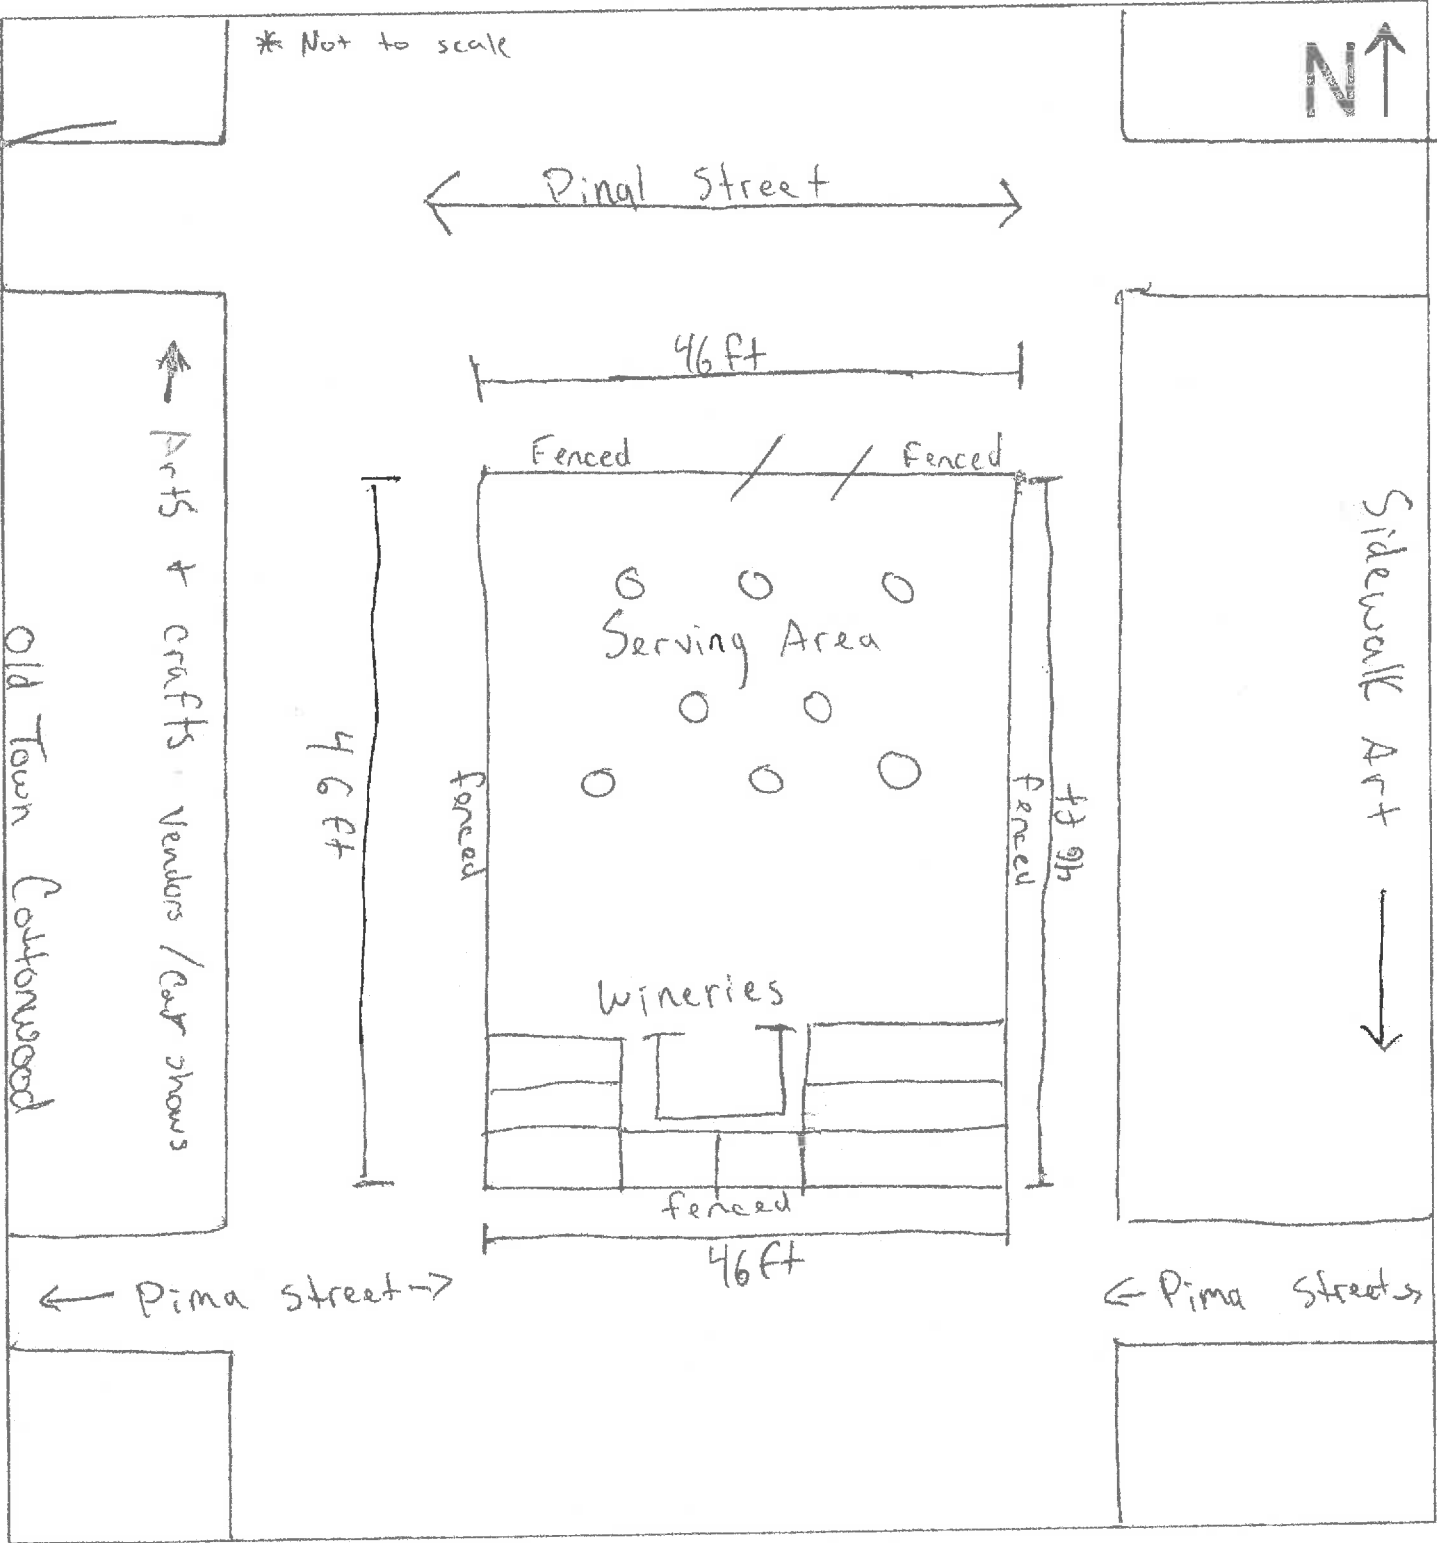 * Not to scale
N
Pinal Street
46 ft
Fenced
Fenced
Arts + crafts vendors / Car shows
Old Town Cottonwood
46 ft
fenced
Serving Area
fenced
46 ft
Sidewalk Art
Wineries
fenced
46 ft
Pima street
Pima Street